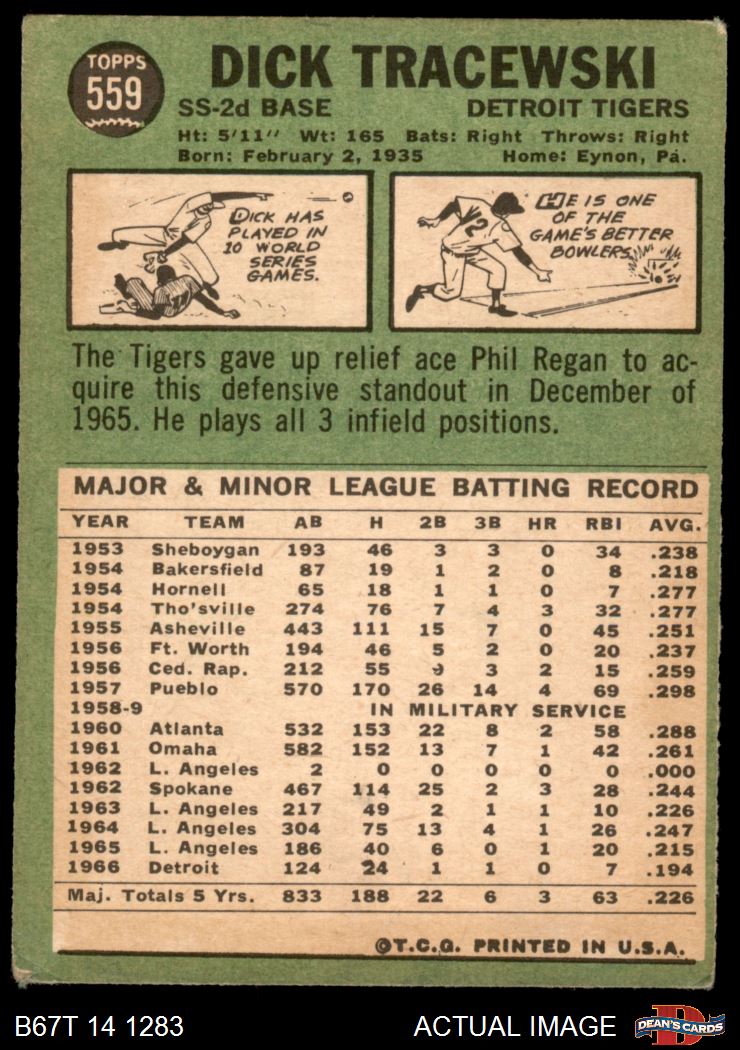 TOPPS
559
DICK TRACEWSKI
SS-2d BASE DETROIT TIGERS
Ht: 5'11" Wt: 165 Bats: Right Throws: Right
Born: February 2, 1935 Home: Eynon, Pa.
DICK HAS
PLAYED IN
10 WORLD
SERIES
GAMES.
12
HE IS ONE
OF THE
GAME'S BETTER
BOWLERS
The Tigers gave up relief ace Phil Regan to ac-
quire this defensive standout in December of
1965. He plays all 3 infield positions.
MAJOR & MINOR LEAGUE BATTING RECORD
YEAR TEAM AB H 2B 3B HR RBI AVG.
1953 Sheboygan 193 46 3 3 0 34 .238
1954 Bakersfield 87 19 1 2 0 8 .218
1954 Hornell 65 18 1 1 0 7 .277
1954 Tho'sville 274 76 7 4 3 32 .277
1955 Asheville 443 111 15 7 0 45 .251
1956 Ft. Worth 194 46 5 2 0 20 .237
1956 Ced. Rap. 212 55 9 3 2 15 .259
1957 Pueblo 570 170 26 14 4 69 .298
1958-9 IN MILITARY SERVICE
1960 Atlanta 532 153 22 8 2 58 .288
1961 Omaha 582 152 13 7 1 42 .261
1962 L. Angeles 2 0 0 0 0 0 .000
1962 Spokane 467 114 25 2 3 28 .244
1963 L. Angeles 217 49 2 1 1 10 .226
1964 L. Angeles 304 75 13 4 1 26 .247
1965 L. Angeles 186 40 6 0 1 20 .215
1966 Detroit 124 24 1 1 0 7 .194
Maj. Totals 5 Yrs. 833 188 22 6 3 63 .226
©T.C.G. PRINTED IN U.S.A.
B67T 14 1283 ACTUAL IMAGE
D
DEAN'S CARDS